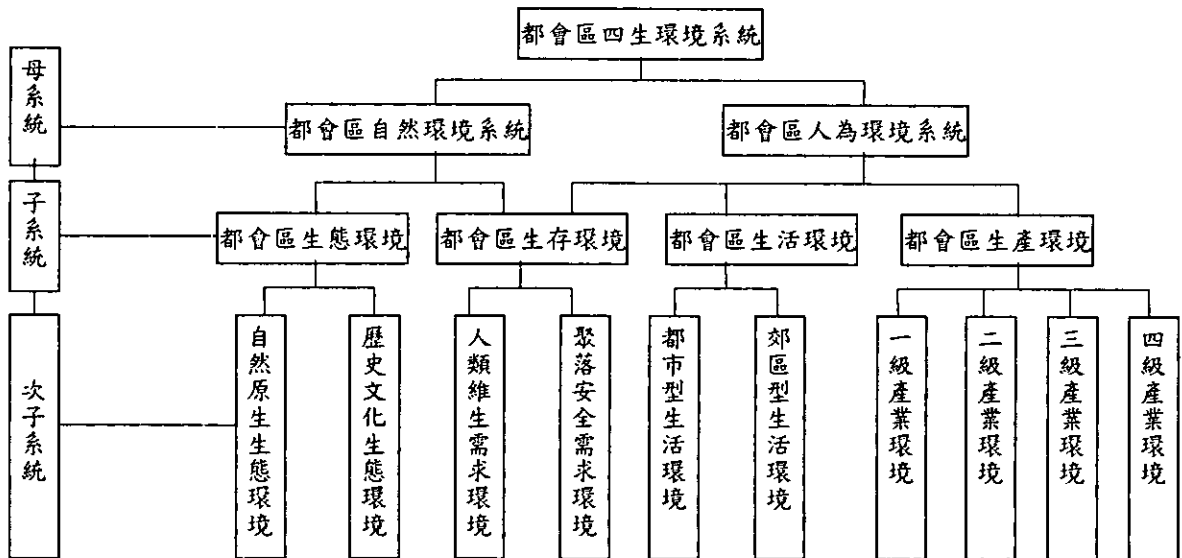 都會區四生環境系統
母系統
都會區自然環境系統
都會區人為環境系統
子系統
都會區生態環境
都會區生存環境
都會區生活環境
都會區生產環境
次子系統
自然原生生態環境
歷史文化生態環境
人類維生需求環境
聚落安全需求環境
都市型生活環境
郊區型生活環境
一級產業環境
二級產業環境
三級產業環境
四級產業環境